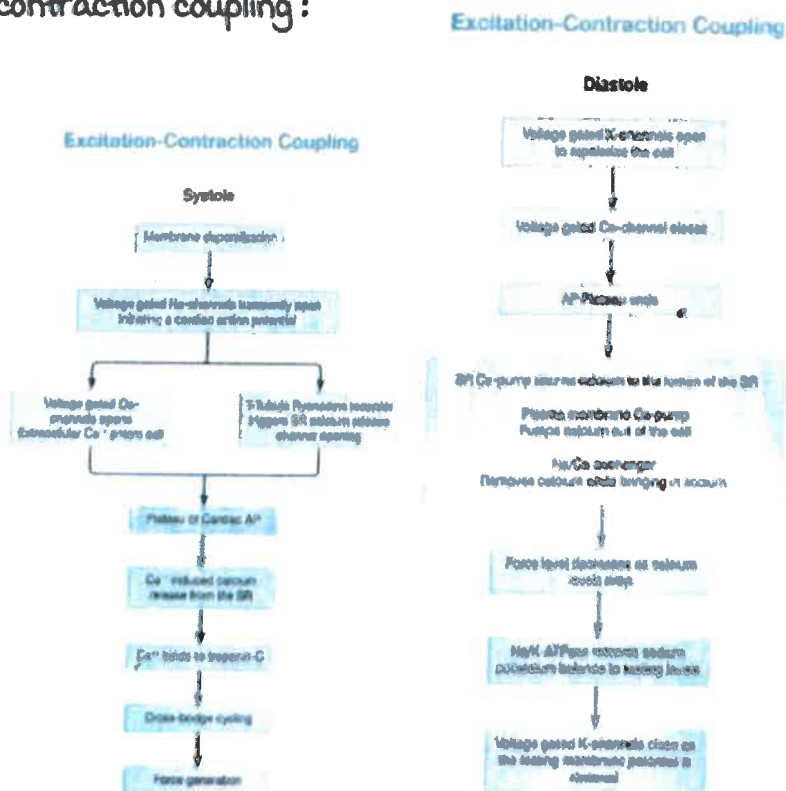 contraction coupling :
Excitation-Contraction Coupling
Systole
Membrane depolarization
Voltage gated Na-channels transiently open
initiating a cardiac action potential
Voltage gated Ca-
channels opens
Extracellular Ca⁺⁺ enters cell
T-Tubule Ryanodine receptor
triggers SR calcium release
channel opening
Plateau of Cardiac AP
Ca⁺⁺ induced calcium
release from the SR
Ca⁺⁺ binds to troponin-C
Cross-bridge cycling
Force generation
Excitation-Contraction Coupling
Diastole
Voltage gated K-channels open
to repolarize the cell
Voltage gated Ca-channel closes
AP-Plateau ends
SR Ca-pump returns calcium to the lumen of the SR
Plasma membrane Ca-pump
Pumps calcium out of the cell
Na/Ca exchanger
Removes calcium while bringing in sodium
Force level decreases as calcium
levels drop
Na/K-ATPase restores sodium
potassium balance to resting levels
Voltage gated K-channels close as
the resting membrane potential is